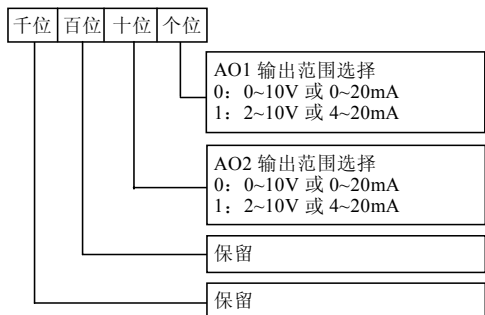 千位 百位 十位 个位
AO1 输出范围选择
0：0~10V 或 0~20mA
1：2~10V 或 4~20mA
AO2 输出范围选择
0：0~10V 或 0~20mA
1：2~10V 或 4~20mA
保留
保留